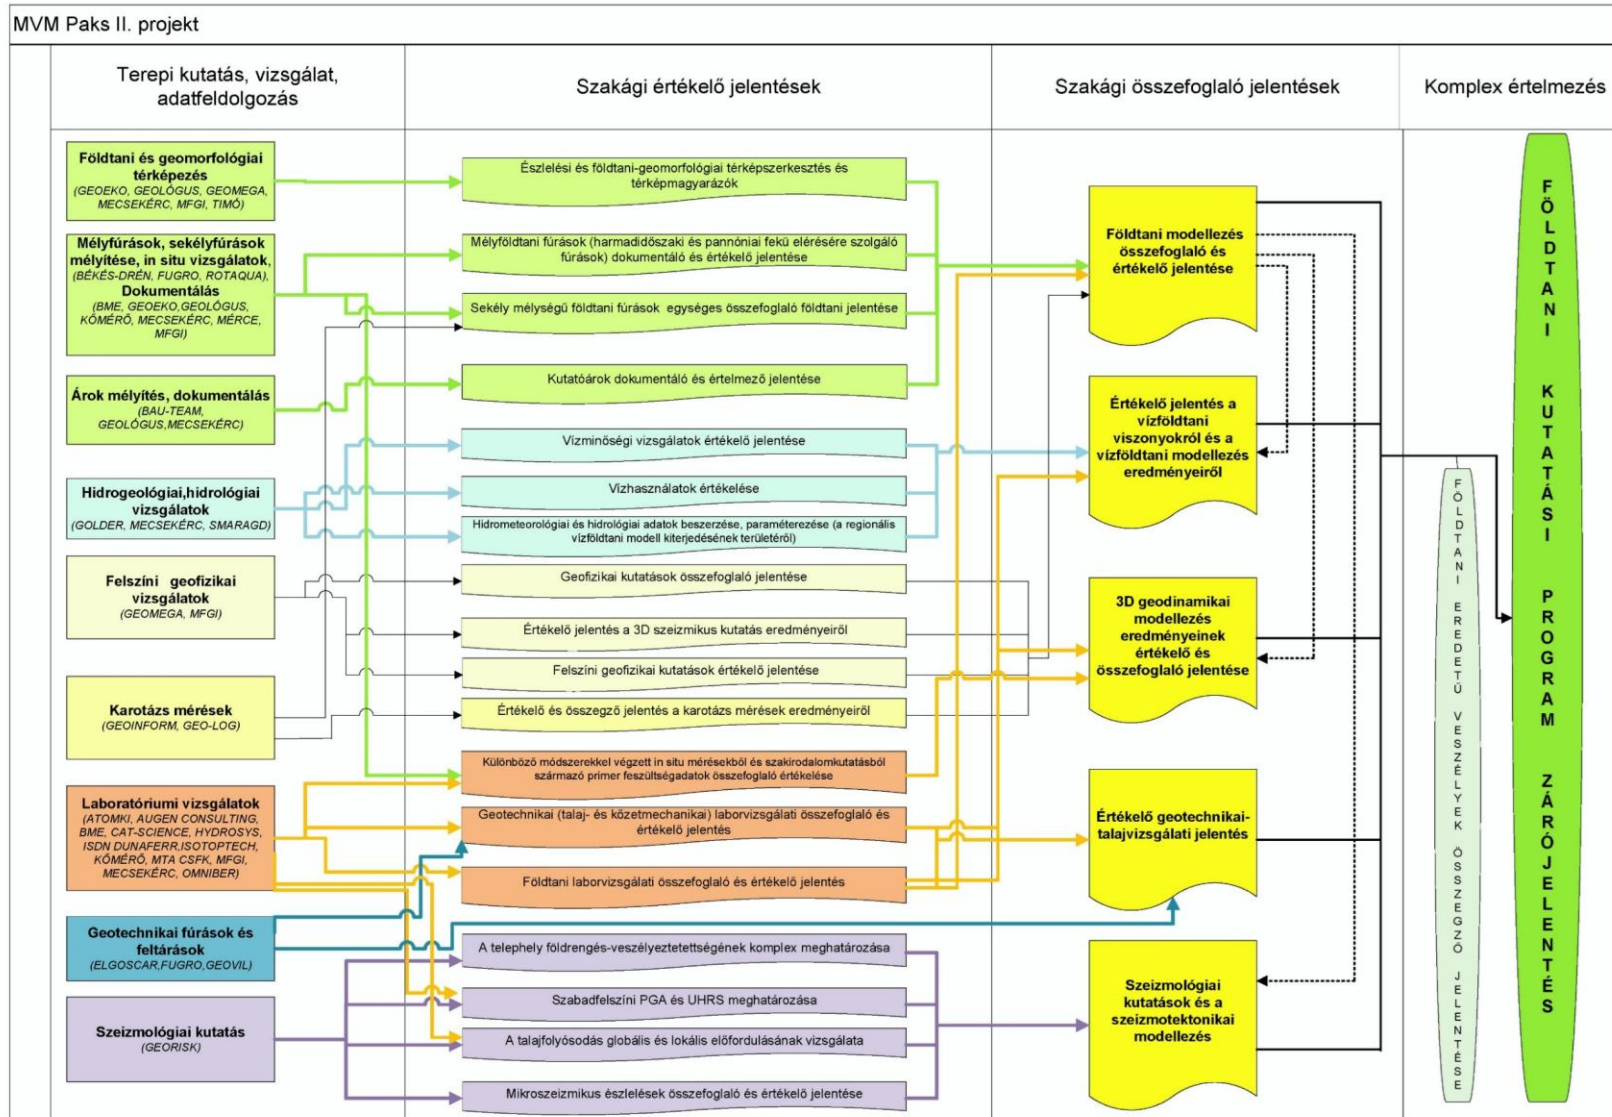 MVM Paks II. projekt
Terepi kutatás, vizsgálat,
adatfeldolgozás
Szakági értékelő jelentések
Szakági összefoglaló jelentések
Komplex értelmezés
Földtani és geomorfológiai
térképezés
(GEOEKO, GEOLÓGUS, GEOMEGA,
MECSEKÉRC, MFGI, TIMÓ)
Mélyfúrások, sekélyfúrások
mélyítése, in situ vizsgálatok,
(BÉKÉS-DRÉN, FUGRO, ROTAQUA),
Dokumentálás
(BME, GEOEKO,GEOLÓGUS,
KŐMÉRŐ, MECSEKÉRC, MÉRCE,
MFGI)
Árok mélyítés, dokumentálás
(BAU-TEAM,
GEOLÓGUS,MECSEKÉRC)
Hidrogeológiai,hidrológiai
vizsgálatok
(GOLDER, MECSEKÉRC, SMARAGD)
Felszíni geofizikai
vizsgálatok
(GEOMEGA, MFGI)
Karotázs mérések
(GEOINFORM, GEO-LOG)
Laboratóriumi vizsgálatok
(ATOMKI, AUGEN CONSULTING,
BME, CAT-SCIENCE, HYDROSYS,
ISDN DUNAFERR,ISOTOPTECH,
KŐMÉRŐ, MTA CSFK, MFGI,
MECSEKÉRC, OMNIBER)
Geotechnikai fúrások és
feltárások
(ELGOSCAR,FUGRO,GEOVIL)
Szeizmológiai kutatás
(GEORISK)
Észlelési és földtani-geomorfológiai térképszerkesztés és
térképmagyarázók
Mélyföldtani fúrások (harmadidőszaki és pannóniai fekü elérésére szolgáló
fúrások) dokumentáló és értékelő jelentése
Sekély mélységű földtani fúrások egységes összefoglaló földtani jelentése
Kutatóárok dokumentáló és értelmező jelentése
Vízminőségi vizsgálatok értékelő jelentése
Vízhasználatok értékelése
Hidrometeorológiai és hidrológiai adatok beszerzése, paraméterezése (a regionális
vízföldtani modell kiterjedésének területéről)
Geofizikai kutatások összefoglaló jelentése
Értékelő jelentés a 3D szeizmikus kutatás eredményeiről
Felszíni geofizikai kutatások értékelő jelentése
Értékelő és összegző jelentés a karotázs mérések eredményeiről
Különböző módszerekkel végzett in situ mérésekből és szakirodalomkutatásból
származó primer feszültségadatok összefoglaló értékelése
Geotechnikai (talaj- és kőzetmechanikai) laborvizsgálati összefoglaló és
értékelő jelentés
Földtani laborvizsgálati összefoglaló és értékelő jelentés
A telephely földrengés-veszélyeztetettségének komplex meghatározása
Szabadfelszíni PGA és UHRS meghatározása
A talajfolyósodás globális és lokális előfordulásának vizsgálata
Mikroszeizmikus észlelések összefoglaló és értékelő jelentése
Földtani modellezés
összefoglaló és
értékelő jelentése
Értékelő jelentés a
vízföldtani
viszonyokról és a
vízföldtani modellezés
eredményeiről
3D geodinamikai
modellezés
eredményeinek
értékelő és
összefoglaló jelentése
Értékelő geotechnikai-
talajvizsgálati jelentés
Szeizmológiai
kutatások és a
szeizmotektonikai
modellezés
FÖLDTANI EREDETŰ VESZÉLYEK ÖSSZEGZŐ JELENTÉSE
FÖLDTANI KUTATÁSI PROGRAM ZÁRÓJELENTÉS